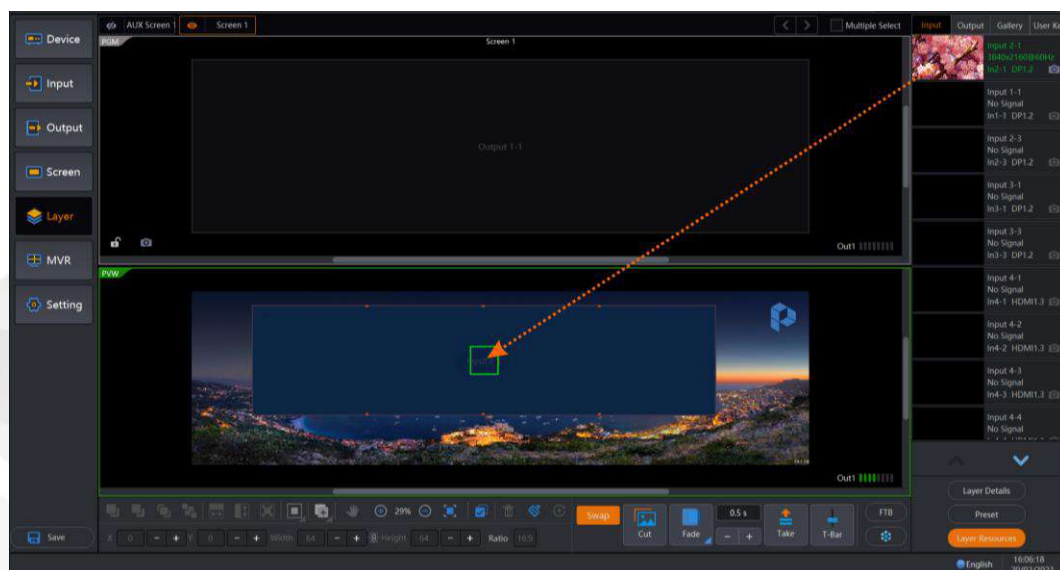 Device
Input
Output
Screen
Layer
MVR
Setting
Save
AUX Screen 1
Screen 1
Multiple Select
PGM
Screen 1
Output 1-1
Out1
PVW
Out1
29%
X 0 - + Y 0 - + Width 64 - + Height 64 - + Ratio 16:9
Swap
Cut
Fade
0.5 s
- +
Take
T-Bar
FTB
Input Output Gallery User Ke
Input 2-1
3840x2160@60Hz
In2-1 DP1.2
Input 1-1
No Signal
In1-1 DP1.2
Input 2-3
No Signal
In2-3 DP1.2
Input 3-1
No Signal
In3-1 DP1.2
Input 3-3
No Signal
In3-3 DP1.2
Input 4-1
No Signal
In4-1 HDMI1.3
Input 4-2
No Signal
In4-2 HDMI1.3
Input 4-3
No Signal
In4-3 HDMI1.3
Input 4-4
No Signal
Layer Details
Preset
Layer Resources
English
16:06:18